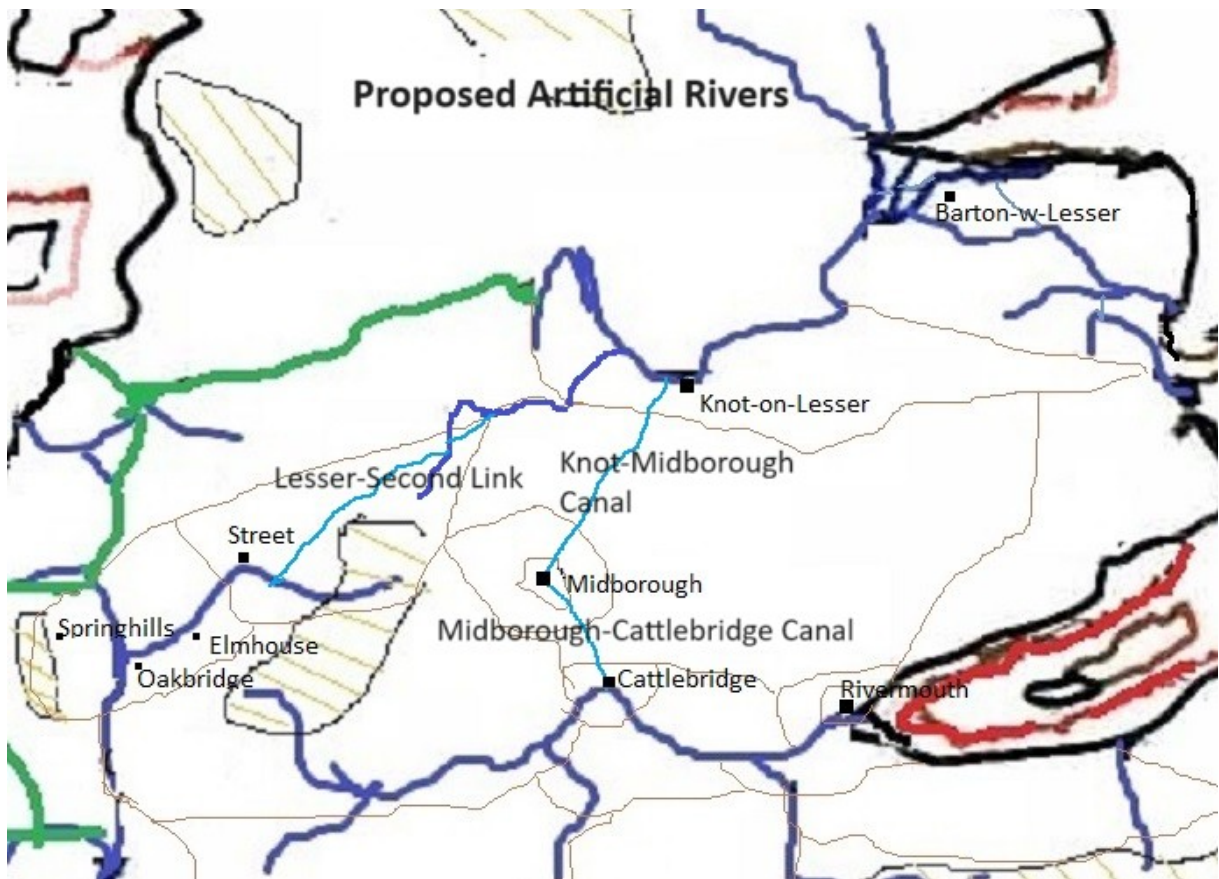 Proposed Artificial Rivers
Barton-w-Lesser
Knot-on-Lesser
Lesser-Second Link
Knot-Midborough
Canal
Street
Midborough
Springhills
Elmhouse
Midborough-Cattlebridge Canal
Oakbridge
Cattlebridge
Rivermouth